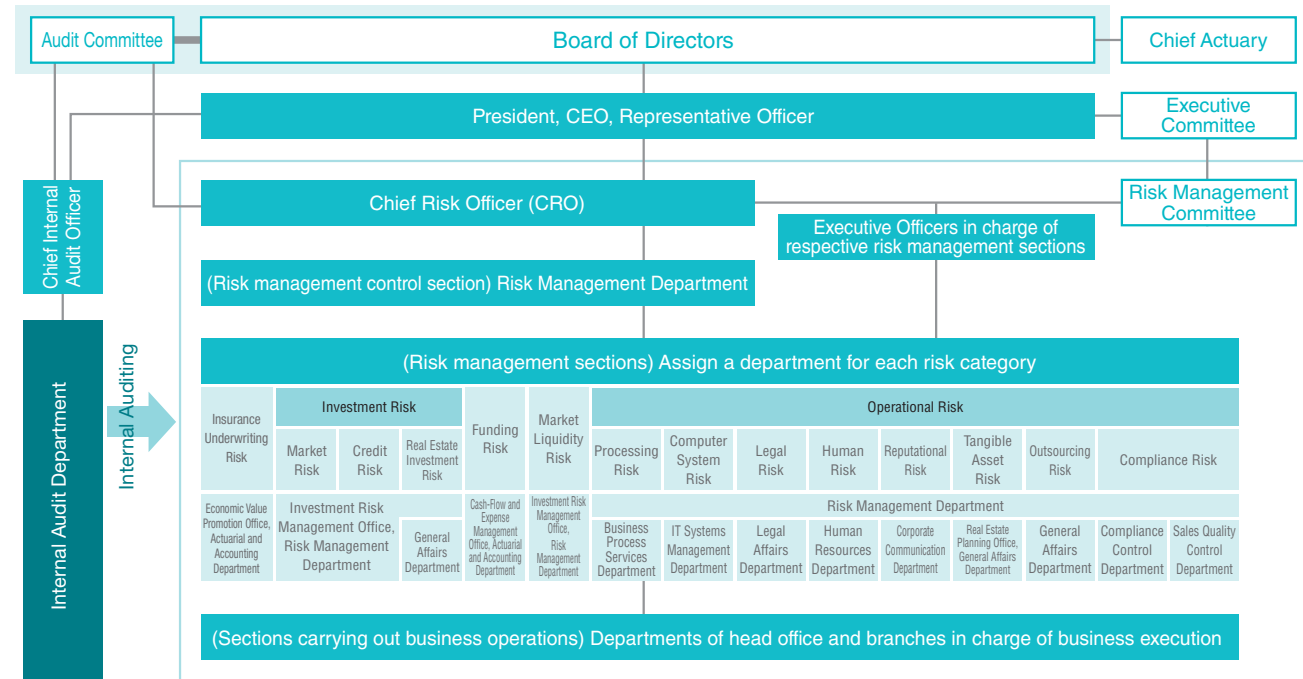 Audit Committee
Board of Directors
Chief Actuary
President, CEO, Representative Officer
Executive
Committee
Chief Internal
Audit Officer
Chief Risk Officer (CRO)
Risk Management
Committee
Executive Officers in charge of
respective risk management sections
(Risk management control section) Risk Management Department
Internal Audit Department
Internal Auditing
(Risk management sections) Assign a department for each risk category
Insurance
Underwriting
Risk
Investment Risk
Market
Risk
Credit
Risk
Real Estate
Investment
Risk
Funding
Risk
Market
Liquidity
Risk
Operational Risk
Processing
Risk
Computer
System
Risk
Legal
Risk
Human
Risk
Reputational
Risk
Tangible
Asset
Risk
Outsourcing
Risk
Compliance Risk
Economic Value
Promotion Office,
Actuarial and
Accounting
Department
Investment Risk
Management Office,
Risk Management
Department
General
Affairs
Department
Cash-Flow and
Expense
Management
Office, Actuarial
and Accounting
Department
Investment Risk
Management
Office,
Risk
Management
Department
Risk Management Department
Business
Process
Services
Department
IT Systems
Management
Department
Legal
Affairs
Department
Human
Resources
Department
Corporate
Communication
Department
Real Estate
Planning Office,
General Affairs
Department
General
Affairs
Department
Compliance
Control
Department
Sales Quality
Control
Department
(Sections carrying out business operations) Departments of head office and branches in charge of business execution